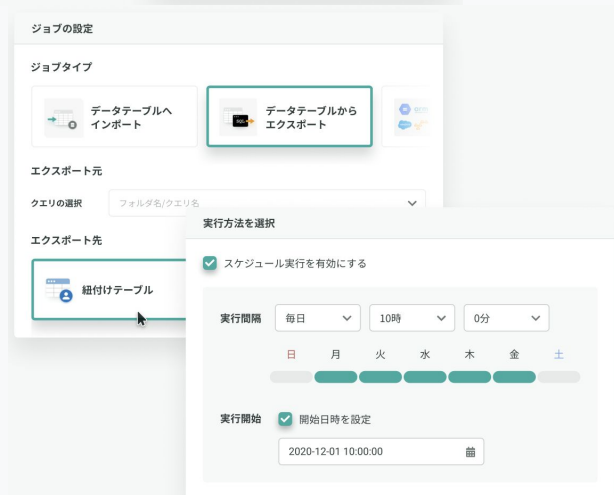 ジョブの設定
ジョブタイプ
データテーブルへ
インポート
SQL
データテーブルから
エクスポート
エクスポート元
クエリの選択
フォルダ名/クエリ名
エクスポート先
紐付けテーブル
実行方法を選択
スケジュール実行を有効にする
実行間隔 毎日 10時 0分
日 月 火 水 木 金 土
実行開始 開始日時を設定
2020-12-01 10:00:00